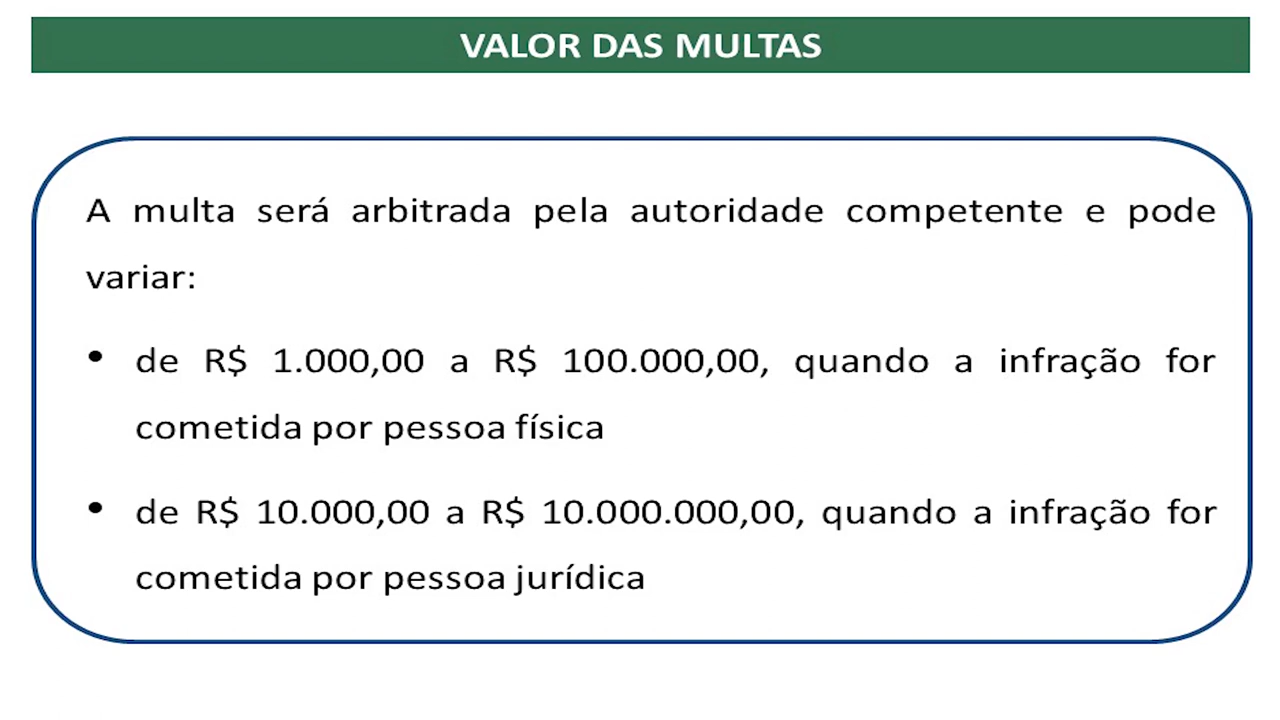 VALOR DAS MULTAS
A multa será arbitrada pela autoridade competente e pode
variar:
• de R$ 1.000,00 a R$ 100.000,00, quando a infração for
cometida por pessoa física
• de R$ 10.000,00 a R$ 10.000.000,00, quando a infração for
cometida por pessoa jurídica